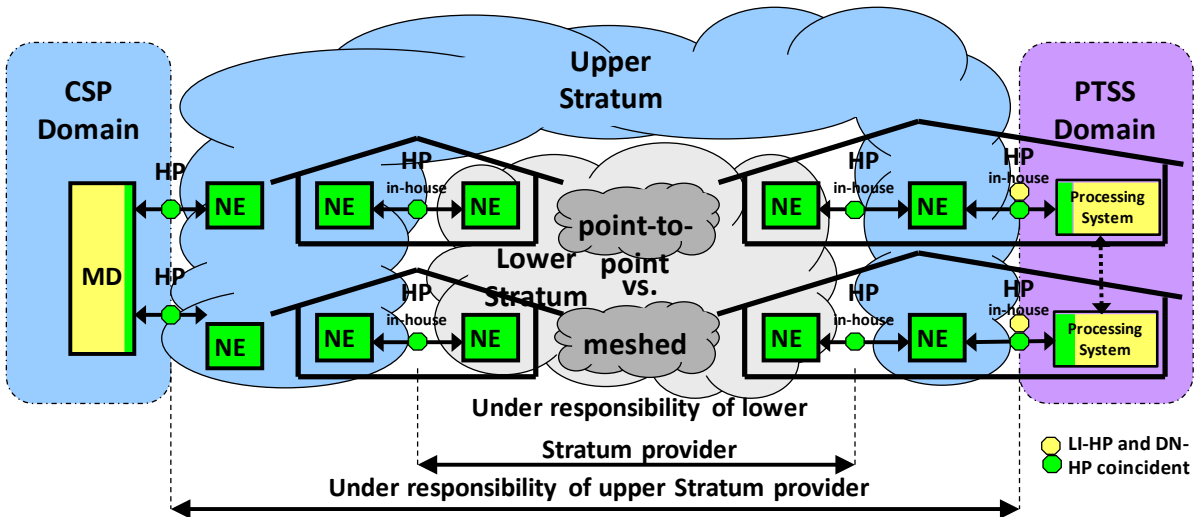 Upper
Stratum
CSP
Domain
PTSS
Domain
HP
HP
in-house
HP
in-house
HP
in-house
NE
NE
NE
NE
NE
Processing
System
point-to-
point
vs.
meshed
Lower
Stratum
MD
HP
HP
in-house
HP
in-house
HP
in-house
NE
NE
NE
NE
NE
Processing
System
Under responsibility of lower
Stratum provider
Under responsibility of upper Stratum provider
LI-HP and DN-
HP coincident